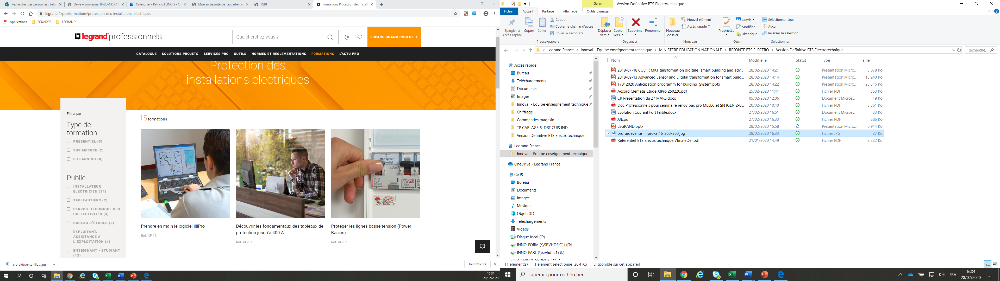 Rechercher des personnes : balar
Delve – Emmanuel BALLANDRAS
Calendrier - Patricio FLINOIS - O
Mise en sécurité de l'appartemen
TGBT
Formations Protection des install
legrand.fr/pro/formations/protection-des-installations-electriques
Applications
ECUADOR
LEGRAND
legrand professionnels
Que cherchez-vous ?
ESPACE GRAND PUBLIC
CATALOGUE SOLUTIONS PROJETS SERVICES PRO OUTILS NORMES ET RÉGLEMENTATIONS FORMATIONS L'ACTU PRO
Protection des
installations électriques
Filtrer par
Type de
formation
PRÉSENTIEL (5)
SUR MESURE (2)
E-LEARNING (8)
Public
INSTALLATEUR
ÉLECTRICIEN (14)
TABLEAUTIERS (2)
SERVICE TECHNIQUE DES
COLLECTIVITÉS (3)
BUREAU D'ÉTUDES (3)
EXPLOITANT,
ASSISTANCE À
L'EXPLOITATION (4)
ENSEIGNANT - ETUDIANT
(13)
15 formations
Interrupteur
30mA
40A
C20
legrand
Prendre en main le logiciel illiPro
Ref. AF-16
Découvrir les fondamentaux des tableaux de
protection jusqu'à 400 A
Ref. AF-13
Protéger les lignes basse tension (Power
Basics)
Ref. AF-17
pro_aidevente_illip....jpg
Tout afficher
16:34
28/02/2020
Gérer
Version Definitive BTS Electrotechnique
Fichier Accueil Partage Affichage Outils d'image
Épingler à
Accès rapide
Copier
Coller
Couper
Copier le chemin d'accès
Coller le raccourci
Presse-papiers
Déplacer
vers
Copier
vers
Supprimer
Renommer
Organiser
Nouveau
dossier
Nouvel élément
Accès rapide
Nouveau
Propriétés
Ouvrir
Modifier
Historique
Ouvrir
Sélectionner tout
Aucun
Inverser la sélection
Sélectionner
Legrand France > Innoval - Equipe enseignement technique > MINISTERE EDUCATION NATIONALE > REFONTE BTS ELECTRO > Version Definitive BTS Electrotechnique
Recherche...
Accès rapide
Bureau
Téléchargements
Documents
Images
Innoval - Equipe enseignement technique
Chiffrage
Commandes magasin
TP CABLAGE & DRT CUIS IND
Version Definitive BTS Electrotechnique
Legrand France
Innoval - Equipe enseignement technique
OneDrive - Legrand France
Ce PC
Bureau
Documents
Images
Musique
Objets 3D
Téléchargements
Vidéos
Disque local (C:)
INNO-FORM (\\SRVHDFIC1) (G:)
INNO-PART (\\srvhdfic1) (I:)
ADMIN (\\SRVHDFIC1) (N:)
Nom Modifié le Statut Type Taille
2018-07-18 CODIR MKT tansformation digitale_ smart building and adv... 28/02/2020 14:27 Présentation Micro... 5 878 Ko
2018-09-13 Advanced Sensor and Digital transformation for smart build... 28/02/2020 14:14 Présentation Micro... 15 240 Ko
17012020 Anticipation programm for building System.pptx 28/02/2020 14:22 Présentation Micro... 23 516 Ko
Accord Clematis Etude XlPro 250220.pdf 25/02/2020 11:41 Fichier PDF 353 Ko
CR Presentation du 27 MARS.docx 05/02/2020 12:06 Document Micros... 19 Ko
Doc Professionnels pour seminaire renov bac pro MELEC et SN IGEN 2-0... 20/02/2020 10:40 Fichier PDF 3 361 Ko
Evolution Courant Fort Faible.docx 27/02/2020 16:51 Document Micros... 33 Ko
J3E.pdf 27/02/2020 16:33 Fichier PDF 386 Ko
LEGRAND.pptx 28/02/2020 15:58 Présentation Micro... 6 914 Ko
pro_aidevente_illipro-af16_360x360.jpg 28/02/2020 16:33 Fichier JPG 27 Ko
Référentiel BTS Electrotechnique VfinaleDef.pdf 21/01/2020 14:49 Fichier PDF 2 222 Ko
11 élément(s) 1 élément sélectionné 26,4 Ko Disponible sur cet appareil
Taper ici pour rechercher
FRA
16:34
28/02/2020